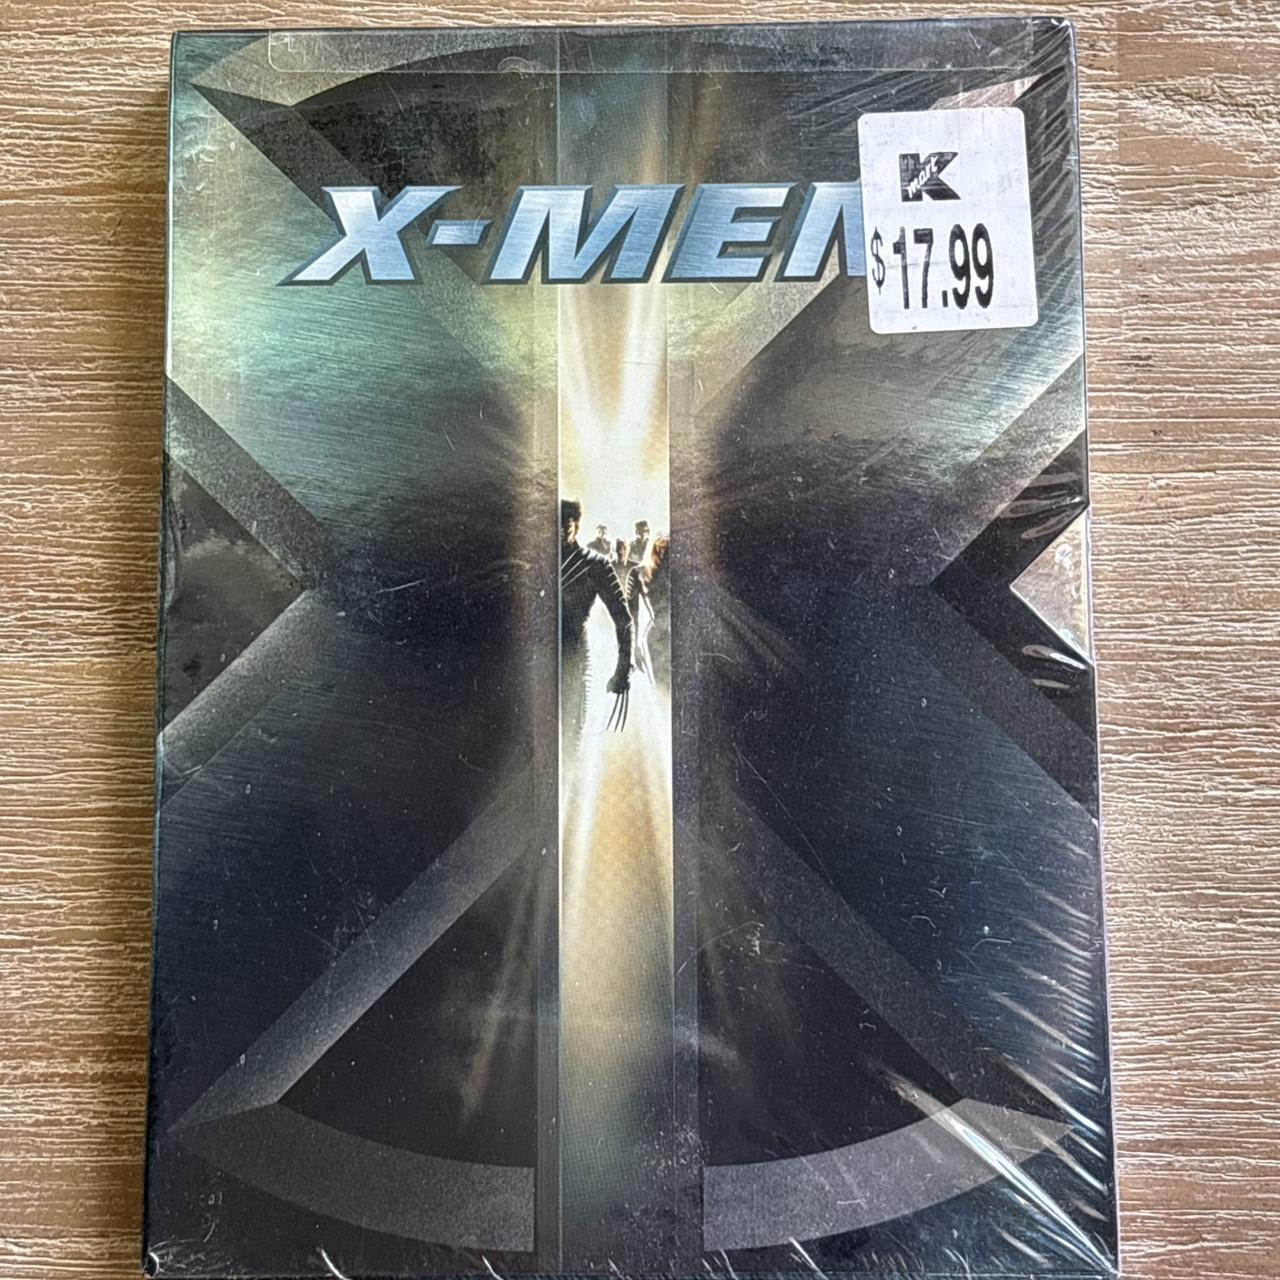 X-MEN
K
mart
$17.99